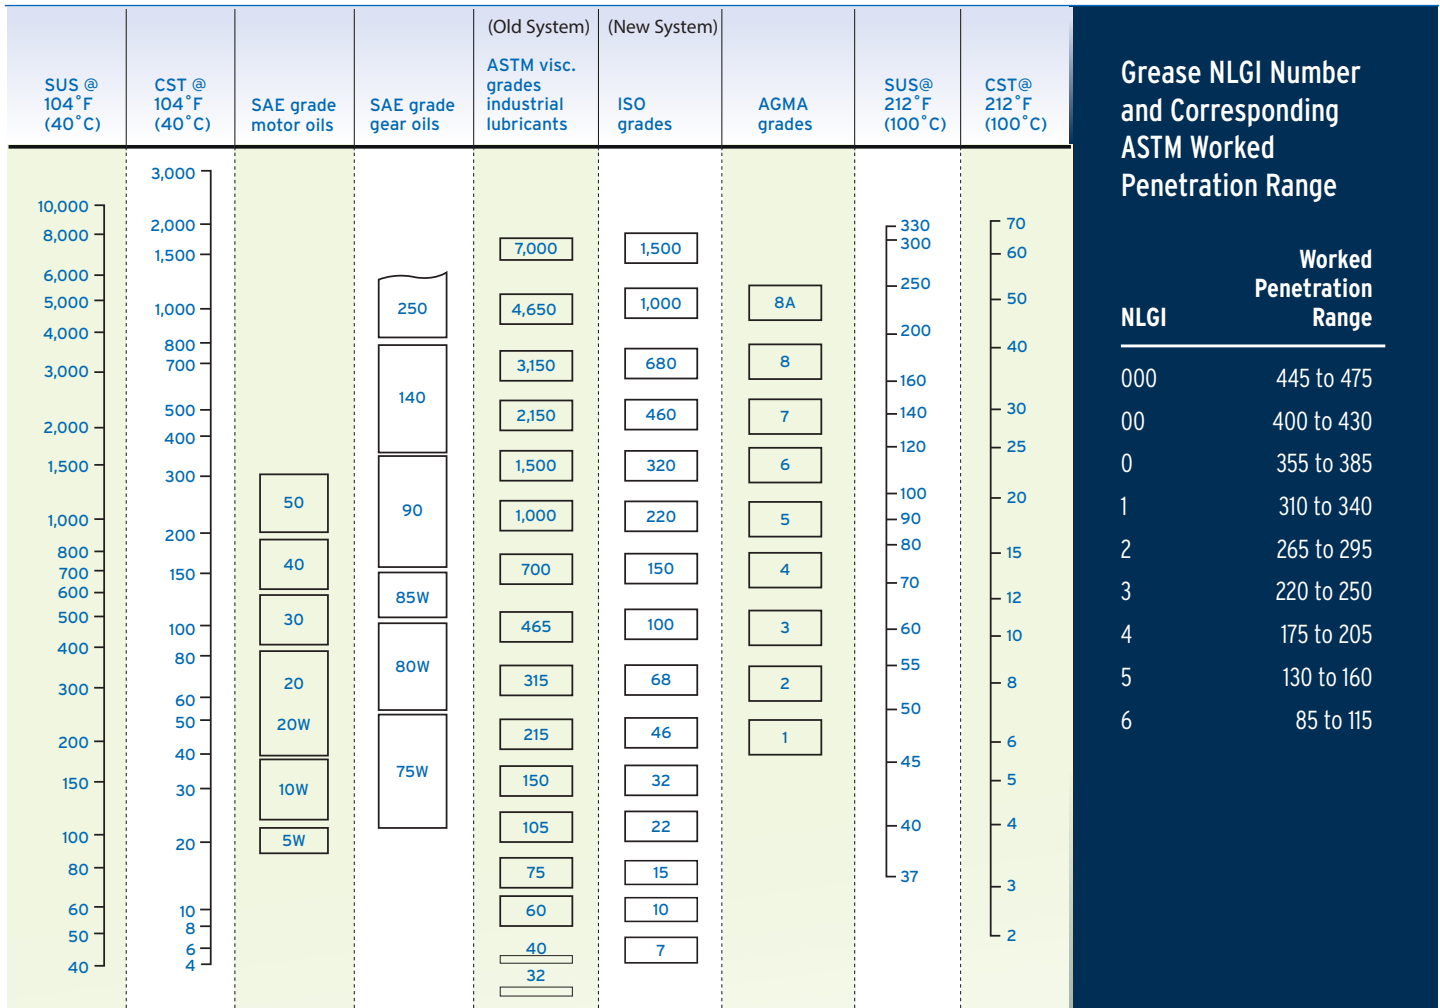 (Old System)
(New System)
SUS @
104°F
(40°C)
CST @
104°F
(40°C)
SAE grade
motor oils
SAE grade
gear oils
ASTM visc.
grades
industrial
lubricants
ISO
grades
AGMA
grades
SUS@
212°F
(100°C)
CST@
212°F
(100°C)
10,000
8,000
6,000
5,000
4,000
3,000
2,000
1,500
1,000
800
700
600
500
400
300
200
150
100
80
60
50
40
3,000
2,000
1,500
1,000
800
700
500
400
300
200
150
100
80
60
50
40
30
20
10
8
6
4
50
40
30
20
20W
10W
5W
250
140
90
85W
80W
75W
7,000
4,650
3,150
2,150
1,500
1,000
700
465
315
215
150
105
75
60
40
32
1,500
1,000
680
460
320
220
150
100
68
46
32
22
15
10
7
8A
8
7
6
5
4
3
2
1
330
300
250
200
160
140
120
100
90
80
70
60
55
50
45
40
37
70
60
50
40
30
25
20
15
12
10
8
6
5
4
3
2
Grease NLGI Number
and Corresponding
ASTM Worked
Penetration Range
NLGI
Worked
Penetration
Range
000 445 to 475
00 400 to 430
0 355 to 385
1 310 to 340
2 265 to 295
3 220 to 250
4 175 to 205
5 130 to 160
6 85 to 115